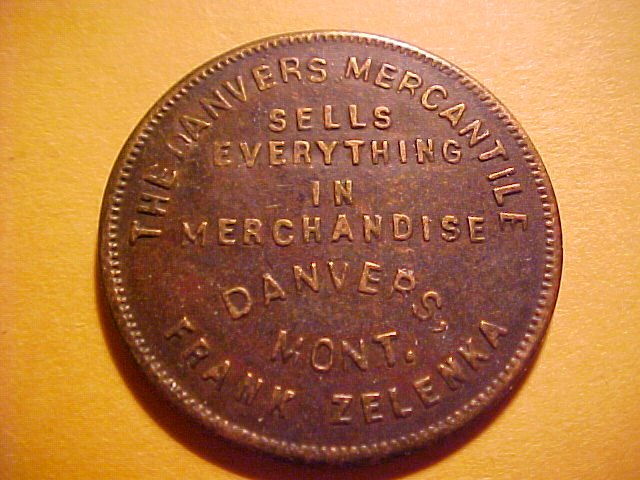 THE DANVERS MERCANTILE
SELLS
EVERYTHING
IN
MERCHANDISE
DANVERS,
MONT.
FRANK ZELENKA